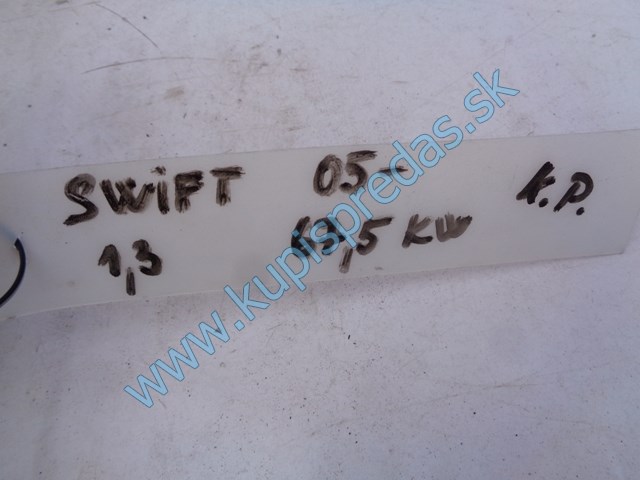 SWiFT 05- K.P.
1,3 ,5 KW
www.kupispredas.sk